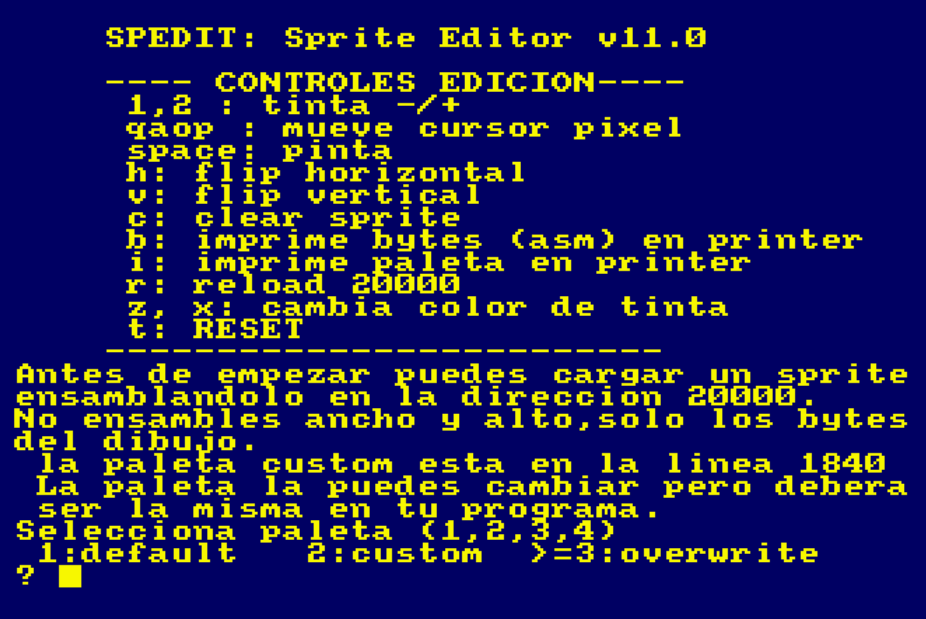 SPEDIT: Sprite Editor v11.0
---- CONTROLES EDICION----
1,2 : tinta -/+
qaop : mueve cursor pixel
space: pinta
h: flip horizontal
v: flip vertical
c: clear sprite
b: imprime bytes (asm) en printer
i: imprime paleta en printer
r: reload 20000
z, x: cambia color de tinta
t: RESET
-------------------------
Antes de empezar puedes cargar un sprite
ensamblandolo en la direccion 20000.
No ensambles ancho y alto,solo los bytes
del dibujo.
la paleta custom esta en la linea 1840
La paleta la puedes cambiar pero debera
ser la misma en tu programa.
Selecciona paleta (1,2,3,4)
1:default 2:custom >=3:overwrite
?